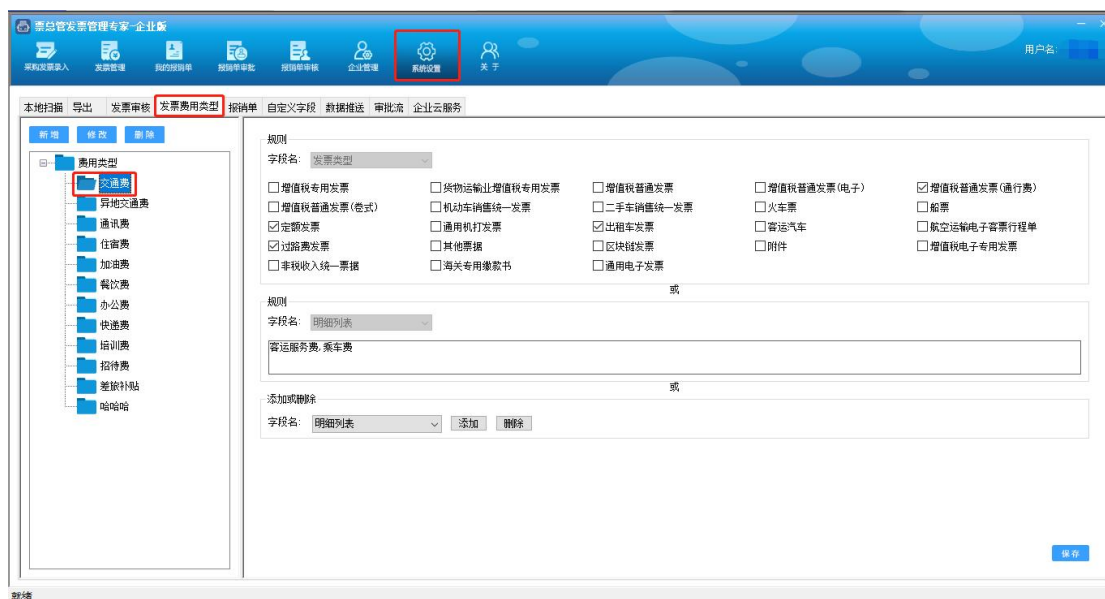 票总管发票管理专家-企业版
采购发票录入 发票管理 我的报销单 报销单审批 报销单审核 企业管理 系统设置 关于 用户名:
本地扫描 导出 发票审核 发票费用类型 报销单 自定义字段 数据推送 审批流 企业云服务
新增 修改 删除
费用类型
交通费
异地交通费
通讯费
住宿费
加油费
餐饮费
办公费
快递费
培训费
招待费
差旅补贴
哈哈哈
规则
字段名: 发票类型
增值税专用发票 货物运输业增值税专用发票 增值税普通发票 增值税普通发票(电子) 增值税普通发票(通行费)
增值税普通发票(卷式) 机动车销售统一发票 二手车销售统一发票 火车票 船票
定额发票 通用机打发票 出租车发票 客运汽车 航空运输电子客票行程单
过路费发票 其他票据 区块链发票 附件 增值税电子专用发票
非税收入统一票据 海关专用缴款书 通用电子发票
或
规则
字段名: 明细列表
客运服务费,乘车费
或
添加或删除
字段名: 明细列表 添加 删除
保存
就绪